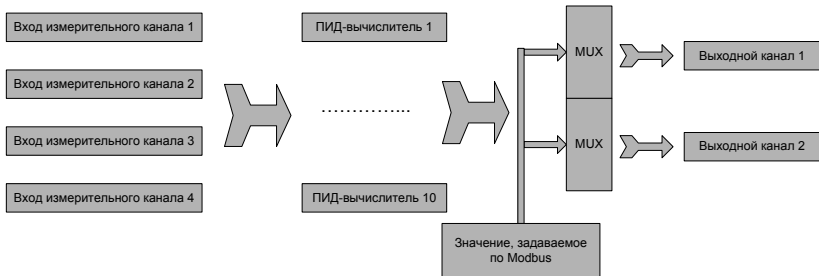 Вход измерительного канала 1
ПИД-вычислитель 1
MUX
Выходной канал 1
Вход измерительного канала 2
.................
Вход измерительного канала 3
MUX
Выходной канал 2
Вход измерительного канала 4
ПИД-вычислитель 10
Значение, задаваемое
по Modbus